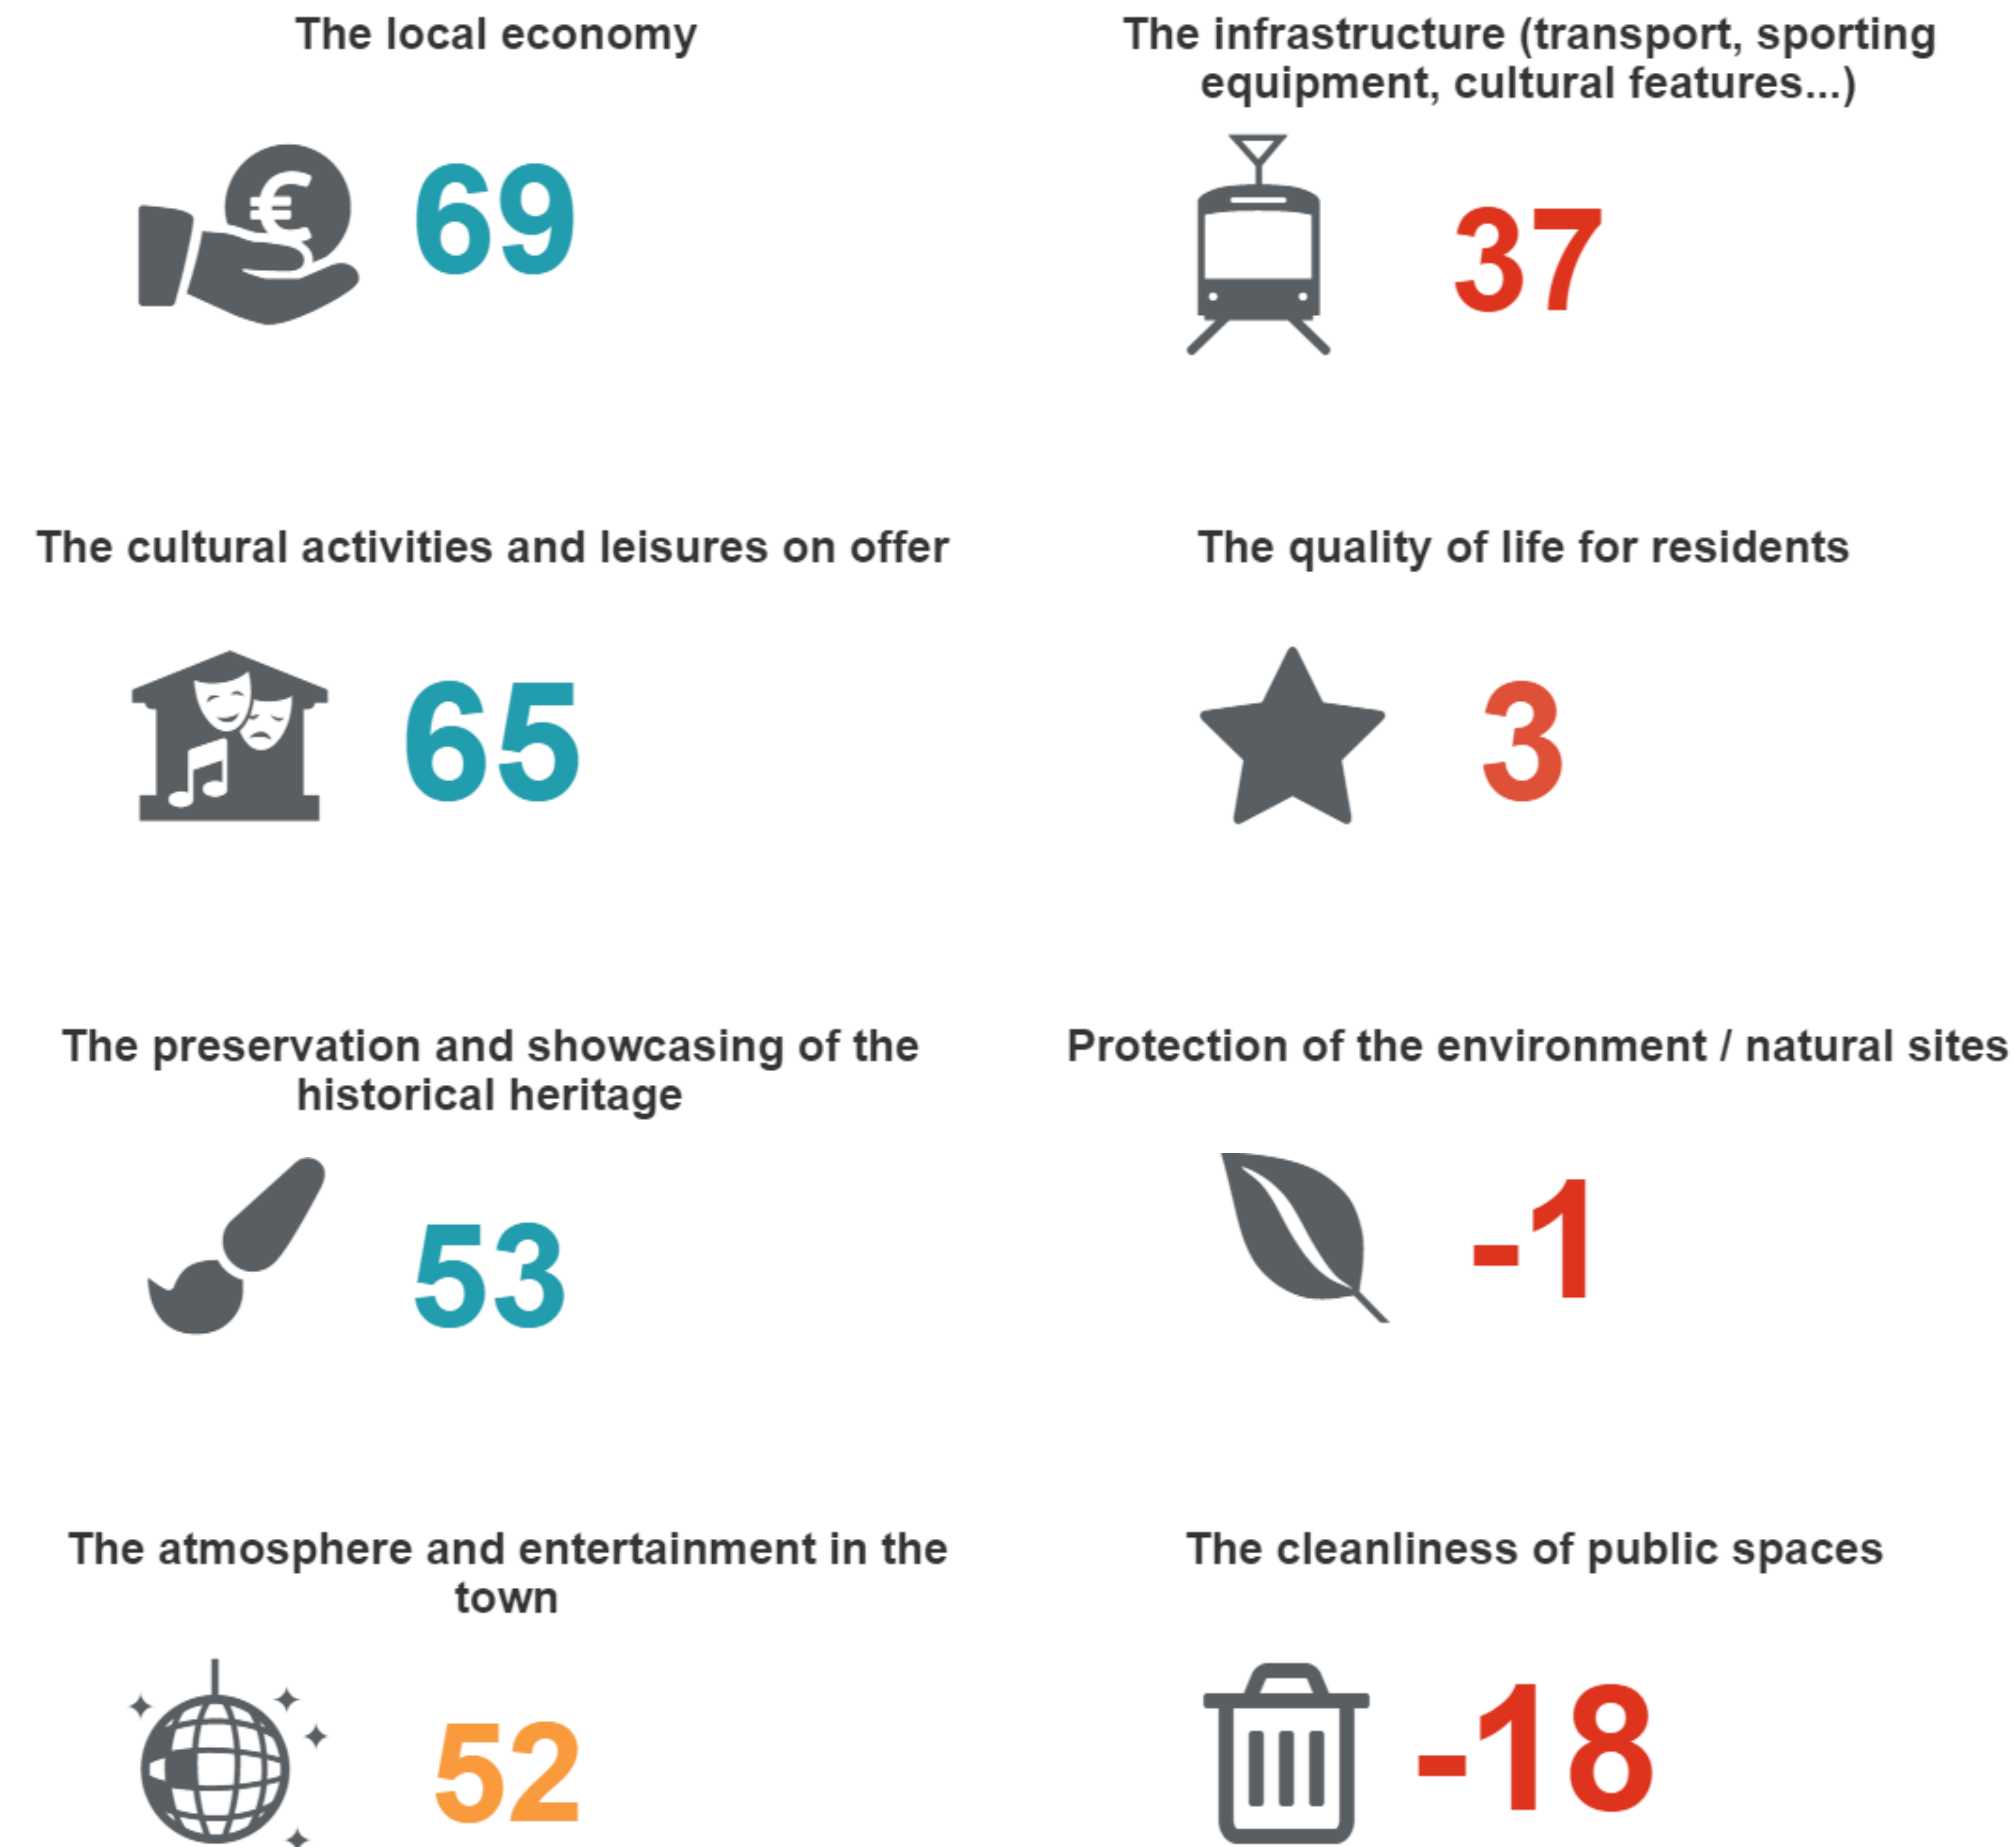 The local economy
€
69
The infrastructure (transport, sporting
equipment, cultural features...)
37
The cultural activities and leisures on offer
65
The quality of life for residents
3
The preservation and showcasing of the
historical heritage
53
Protection of the environment / natural sites
-1
The atmosphere and entertainment in the
town
52
The cleanliness of public spaces
-18